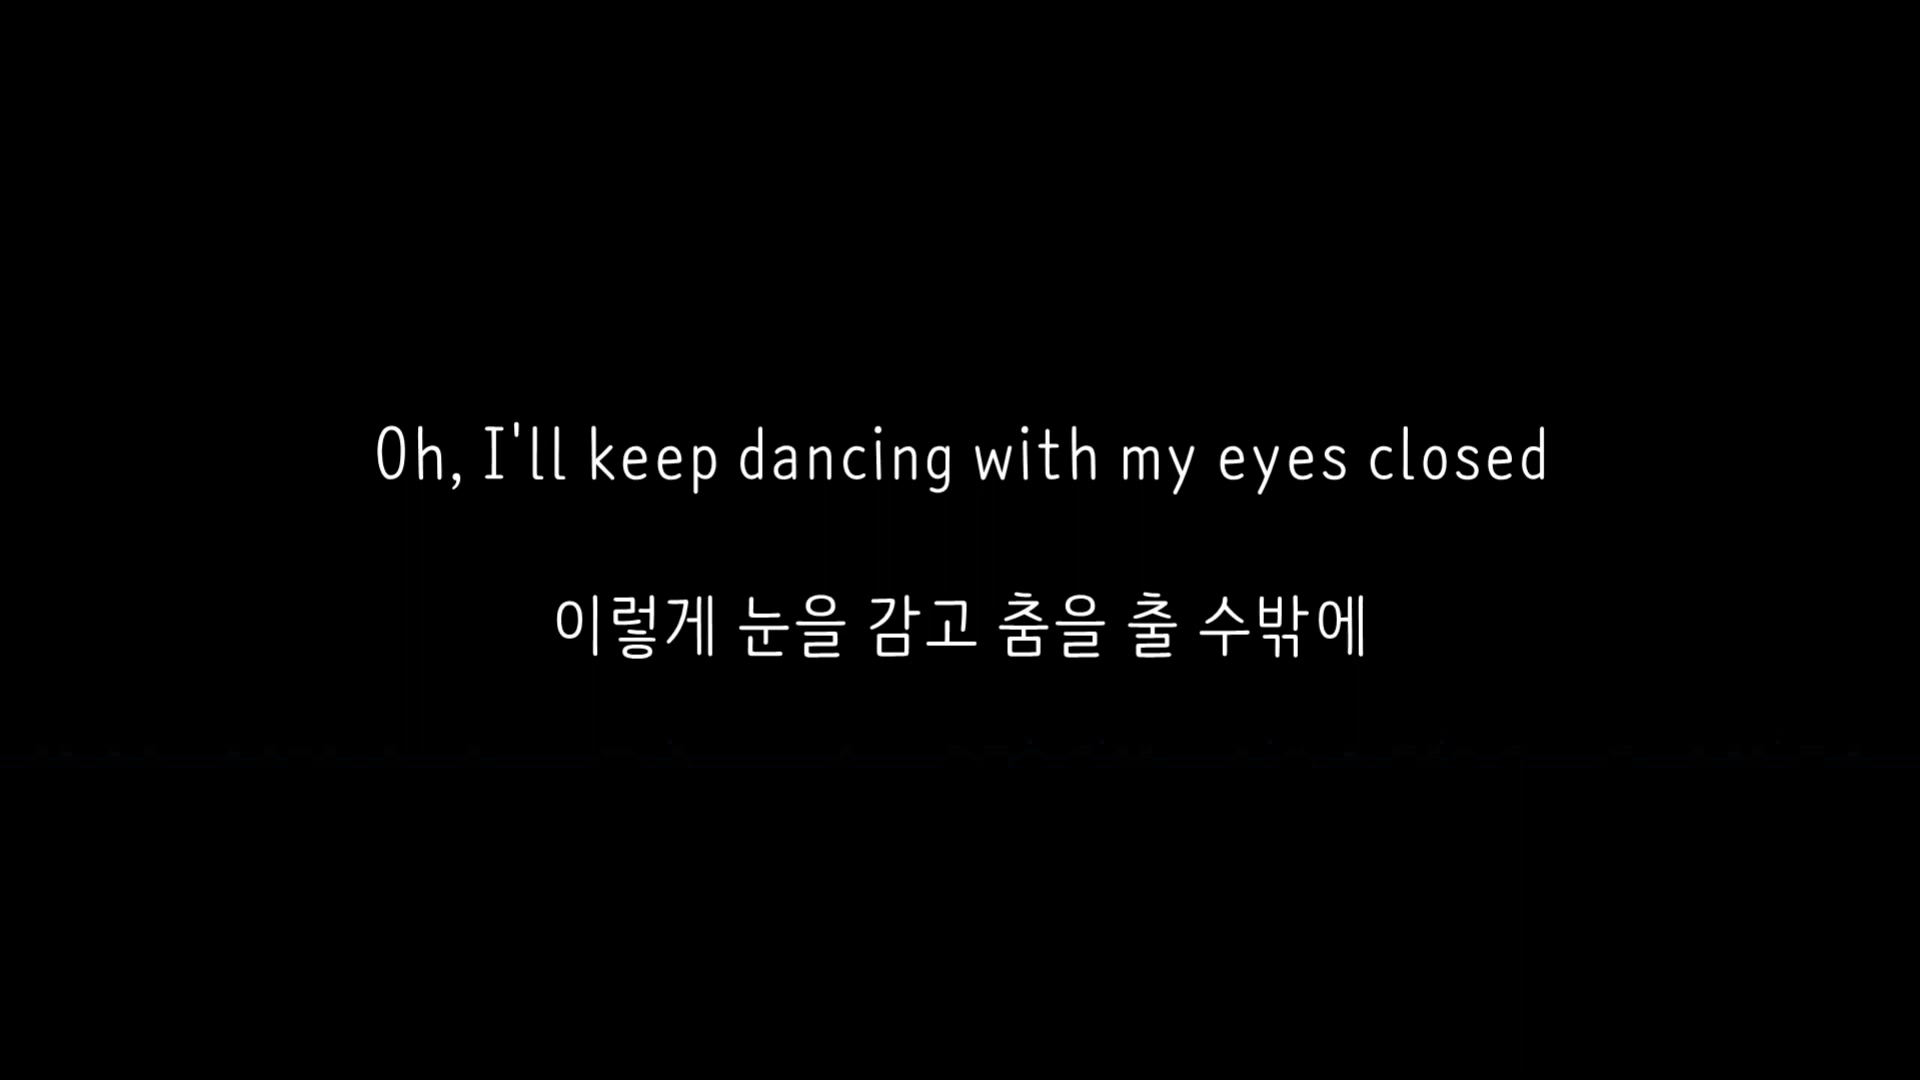 Oh, I'll keep dancing with my eyes closed
이렇게 눈을 감고 춤을 출 수밖에